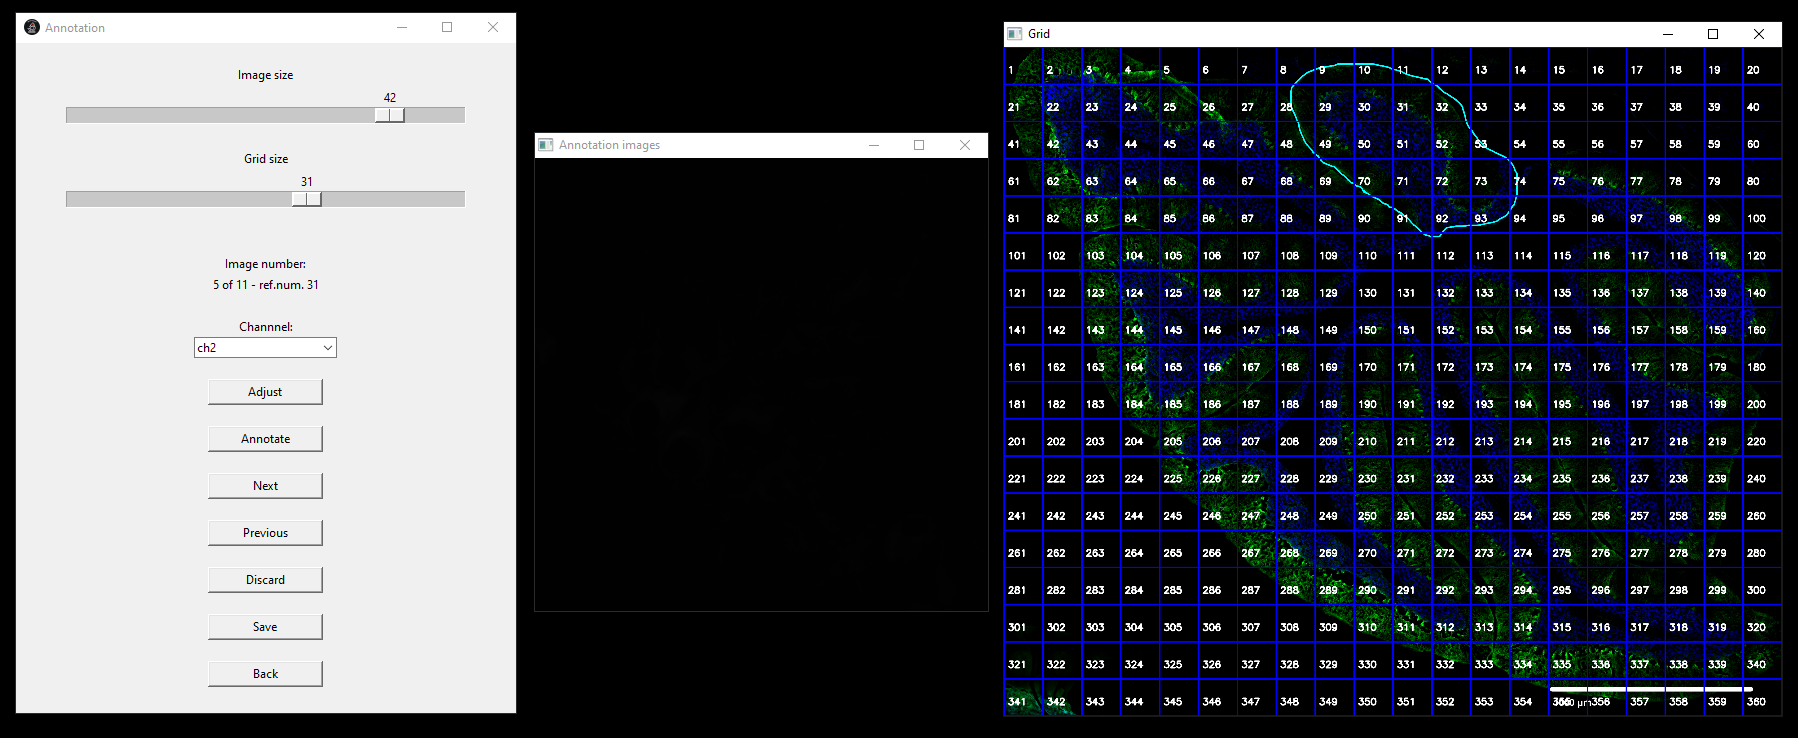 Annotation
Image size
42
Grid size
31
Image number:
5 of 11 - ref.num. 31
Channnel:
ch2
Adjust
Annotate
Next
Previous
Discard
Save
Back
Annotation images
Grid
1 2 3 4 5 6 7 8 9 10 11 12 13 14 15 16 17 18 19 20
21 22 23 24 25 26 27 28 29 30 31 32 33 34 35 36 37 38 39 40
41 42 43 44 45 46 47 48 49 50 51 52 53 54 55 56 57 58 59 60
61 62 63 64 65 66 67 68 69 70 71 72 73 74 75 76 77 78 79 80
81 82 83 84 85 86 87 88 89 90 91 92 93 94 95 96 97 98 99 100
101 102 103 104 105 106 107 108 109 110 111 112 113 114 115 116 117 118 119 120
121 122 123 124 125 126 127 128 129 130 131 132 133 134 135 136 137 138 139 140
141 142 143 144 145 146 147 148 149 150 151 152 153 154 155 156 157 158 159 160
161 162 163 164 165 166 167 168 169 170 171 172 173 174 175 176 177 178 179 180
181 182 183 184 185 186 187 188 189 190 191 192 193 194 195 196 197 198 199 200
201 202 203 204 205 206 207 208 209 210 211 212 213 214 215 216 217 218 219 220
221 222 223 224 225 226 227 228 229 230 231 232 233 234 235 236 237 238 239 240
241 242 243 244 245 246 247 248 249 250 251 252 253 254 255 256 257 258 259 260
261 262 263 264 265 266 267 268 269 270 271 272 273 274 275 276 277 278 279 280
281 282 283 284 285 286 287 288 289 290 291 292 293 294 295 296 297 298 299 300
301 302 303 304 305 306 307 308 309 310 311 312 313 314 315 316 317 318 319 320
321 322 323 324 325 326 327 328 329 330 331 332 333 334 335 336 337 338 339 340
341 342 343 344 345 346 347 348 349 350 351 352 353 354 355 356 357 358 359 360